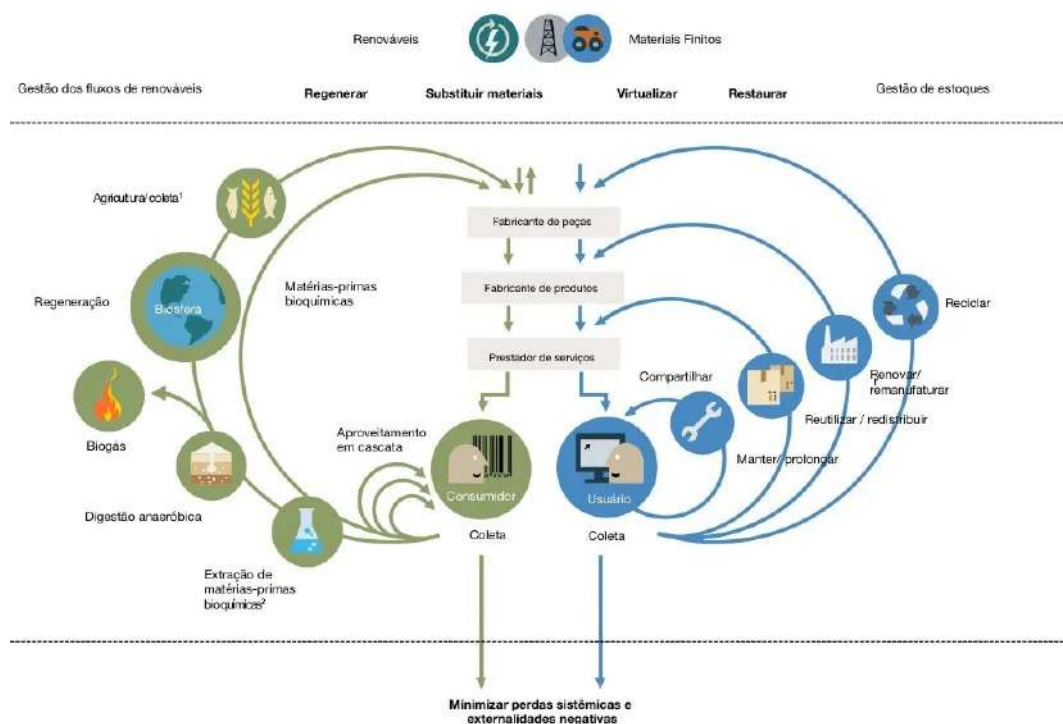 Renováveis
Materiais Finitos
Gestão dos fluxos de renováveis
Regenerar
Substituir materiais
Virtualizar
Restaurar
Gestão de estoques
Agricultura/coleta¹
Fabricante de peças
Matérias-primas
bioquímicas
Regeneração
Biosfera
Fabricante de produtos
Reciclar
Prestador de serviços
Compartilhar
Renovar/
remanufaturar
Reutilizar / redistribuir
Biogás
Aproveitamento
em cascata
Manter/ prolongar
Consumidor
Usuário
Digestão anaeróbica
Coleta
Coleta
Extração de
matérias-primas
bioquímicas²
Minimizar perdas sistêmicas e
externalidades negativas